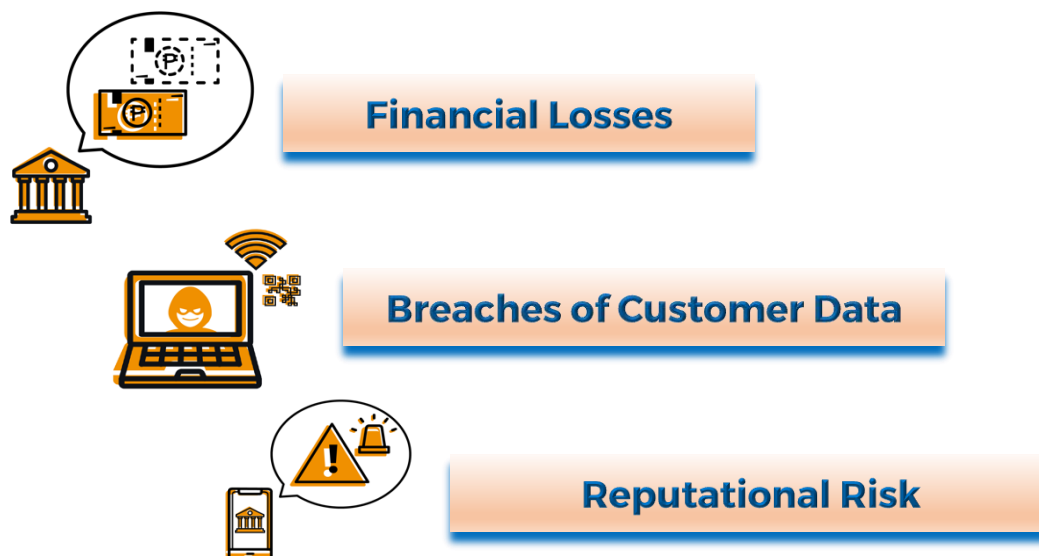 ₱
₱
Financial Losses
Breaches of Customer Data
!
Reputational Risk